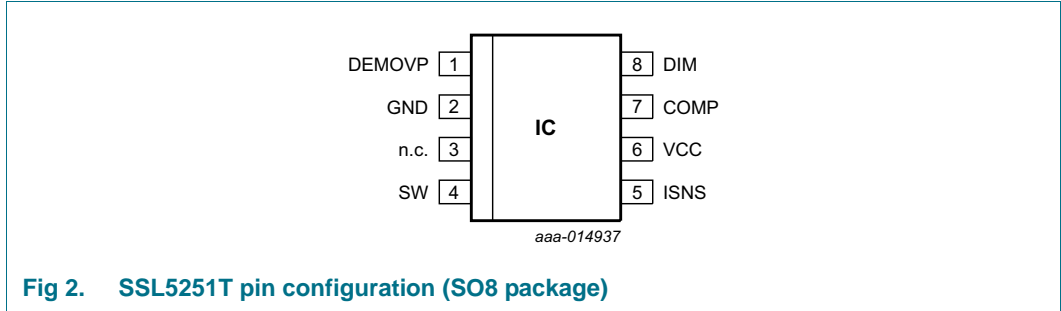 DEMOVP 1 8 DIM
GND 2 7 COMP
IC
n.c. 3 6 VCC
SW 4 5 ISNS
aaa-014937
Fig 2. SSL5251T pin configuration (SO8 package)